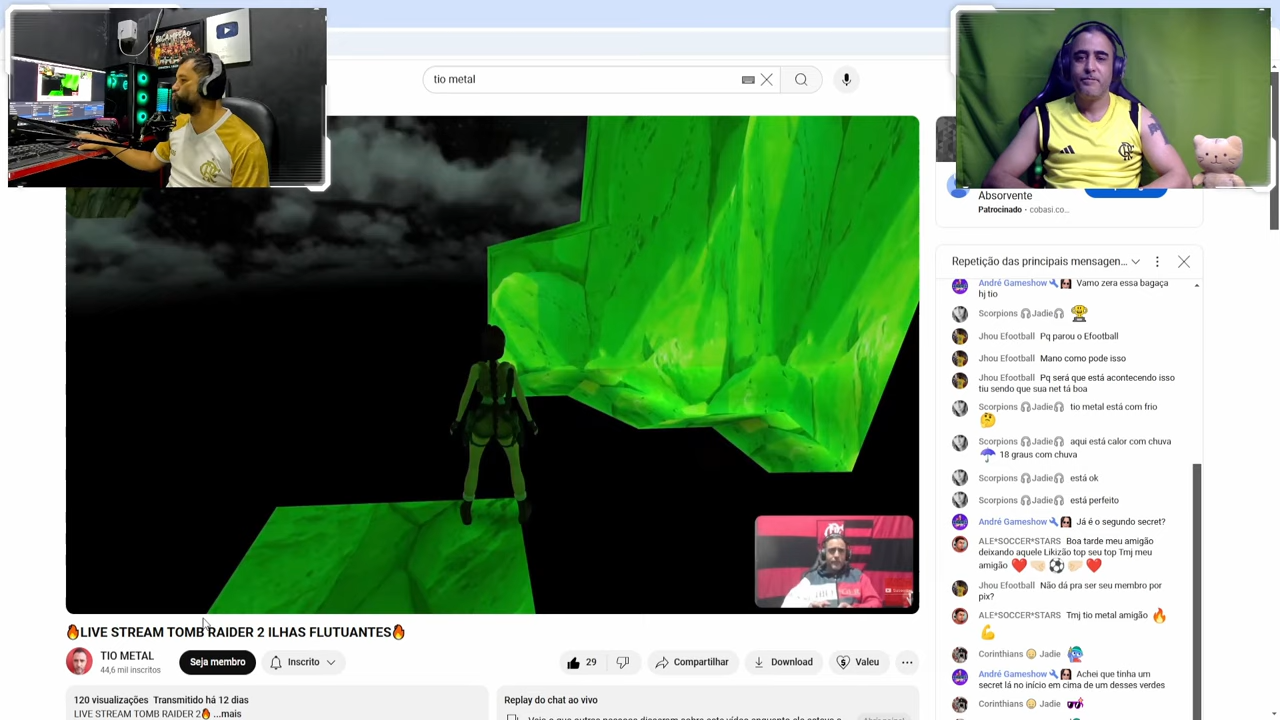 BICAMPEÃO
tio metal
Absorvente
Patrocinado · cobasi.co...
Repetição das principais mensagen...
André Gameshow Vamo zera essa bagaça
hj tio
Scorpions 🎧Jadie🎧 🏆
Jhou Efootball Pq parou o Efootball
Jhou Efootball Mano como pode isso
Jhou Efootball Pq será que está acontecendo isso
tiu sendo que sua net tá boa
Scorpions 🎧Jadie🎧 tio metal está com frio
🤔
Scorpions 🎧Jadie🎧 aqui está calor com chuva
☂️ 18 graus com chuva
Scorpions 🎧Jadie🎧 está ok
Scorpions 🎧Jadie🎧 está perfeito
André Gameshow Já é o segundo secret?
ALE*SOCCER*STARS Boa tarde meu amigão
deixando aquele Likizão top seu top Tmj meu
amigão ❤️🤜🏻⚽🤛🏻❤️
Jhou Efootball Não dá pra ser seu membro por
pix?
ALE*SOCCER*STARS Tmj tio metal amigão 🔥
💪
Corinthians 😑 Jadie
André Gameshow Achei que tinha um
secret lá no início em cima de um desses verdes
Corinthians 😑 Jadie
🔥LIVE STREAM TOMB RAIDER 2 ILHAS FLUTUANTES🔥
TIO METAL
44,6 mil inscritos
Seja membro
Inscrito
29
Compartilhar
Download
Valeu
120 visualizações Transmitido há 12 dias
LIVE STREAM TOMB RAIDER 2🔥 ...mais
Replay do chat ao vivo